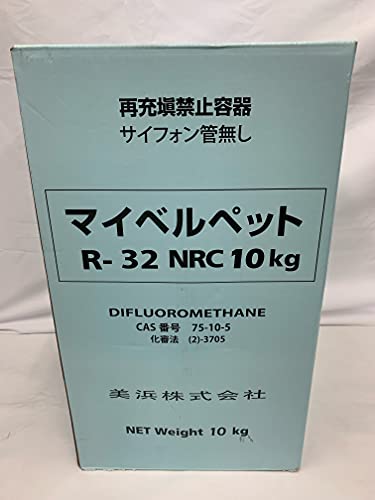 再充塡禁止容器
サイフォン管無し
マイベルペット
R- 32 NRC 10 kg
DIFLUOROMETHANE
CAS 番号 75-10-5
化審法 (2)-3705
美浜株式会社
NET Weight 10 kg